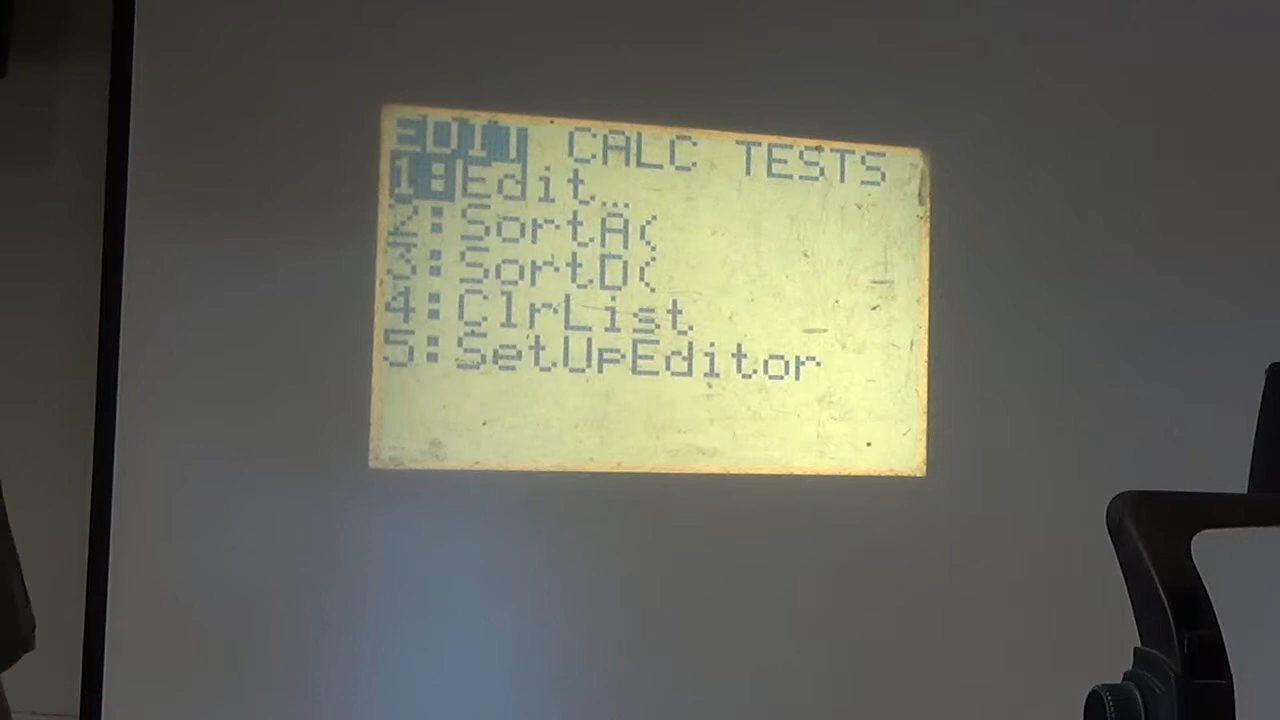 EDIT CALC TESTS
1:Edit…
2:SortA(
3:SortD(
4:ClrList
5:SetUpEditor